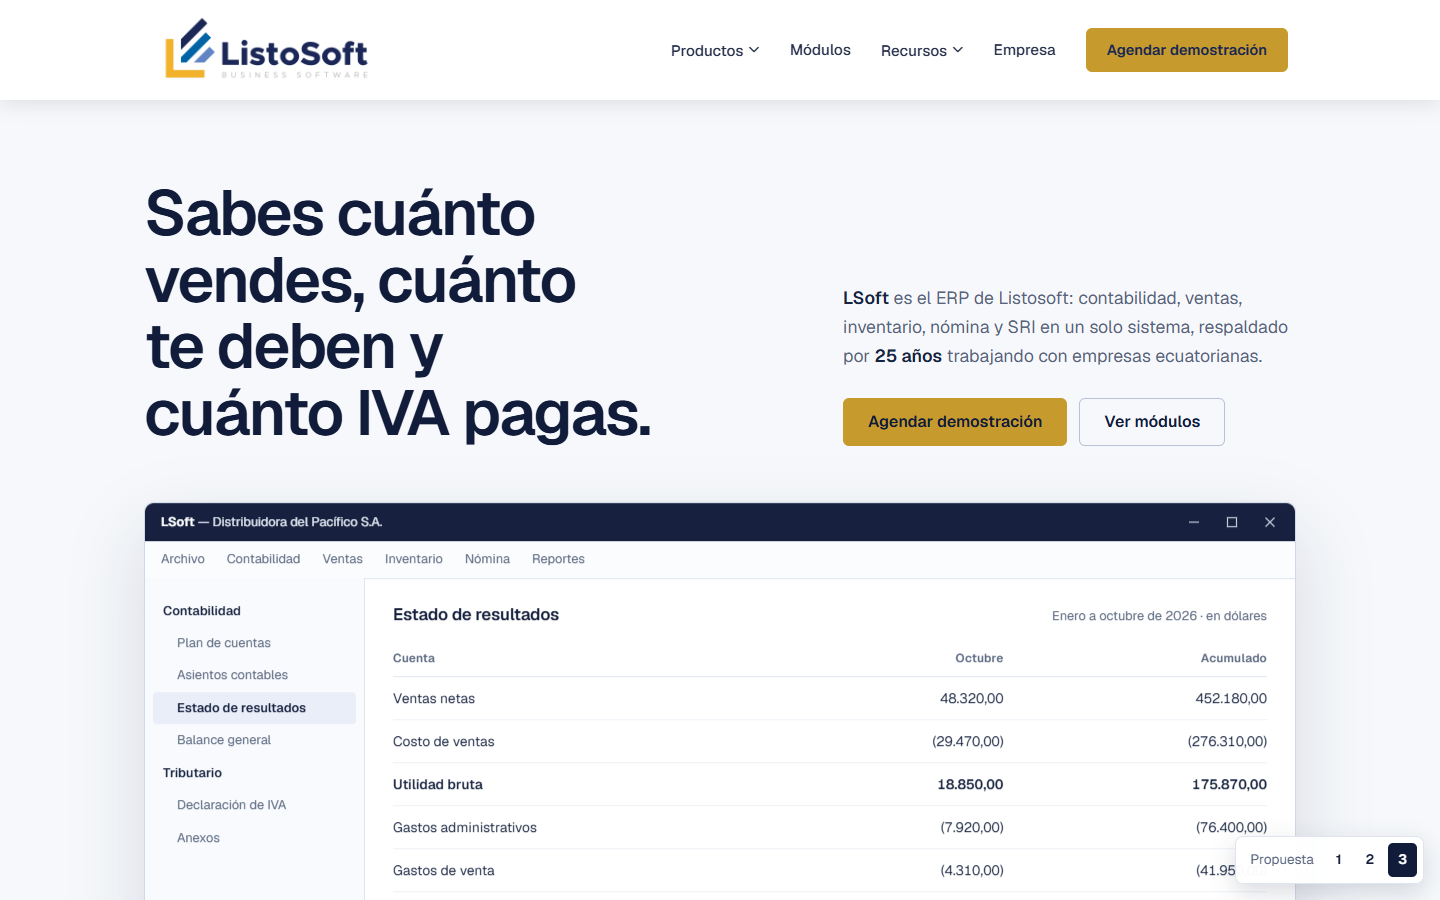 ListoSoft
BUSINESS SOFTWARE
Productos
Módulos
Recursos
Empresa
Agendar demostración
Sabes cuánto
vendes, cuánto
te deben y
cuánto IVA pagas.
LSoft es el ERP de Listosoft: contabilidad, ventas,
inventario, nómina y SRI en un solo sistema, respaldado
por 25 años trabajando con empresas ecuatorianas.
Agendar demostración
Ver módulos
LSoft — Distribuidora del Pacífico S.A.
Archivo Contabilidad Ventas Inventario Nómina Reportes
Contabilidad
Plan de cuentas
Asientos contables
Estado de resultados
Balance general
Tributario
Declaración de IVA
Anexos
Estado de resultados
Enero a octubre de 2026 · en dólares
Cuenta Octubre Acumulado
Ventas netas 48.320,00 452.180,00
Costo de ventas (29.470,00) (276.310,00)
Utilidad bruta 18.850,00 175.870,00
Gastos administrativos (7.920,00) (76.400,00)
Gastos de venta (4.310,00)
Propuesta 1 2 3